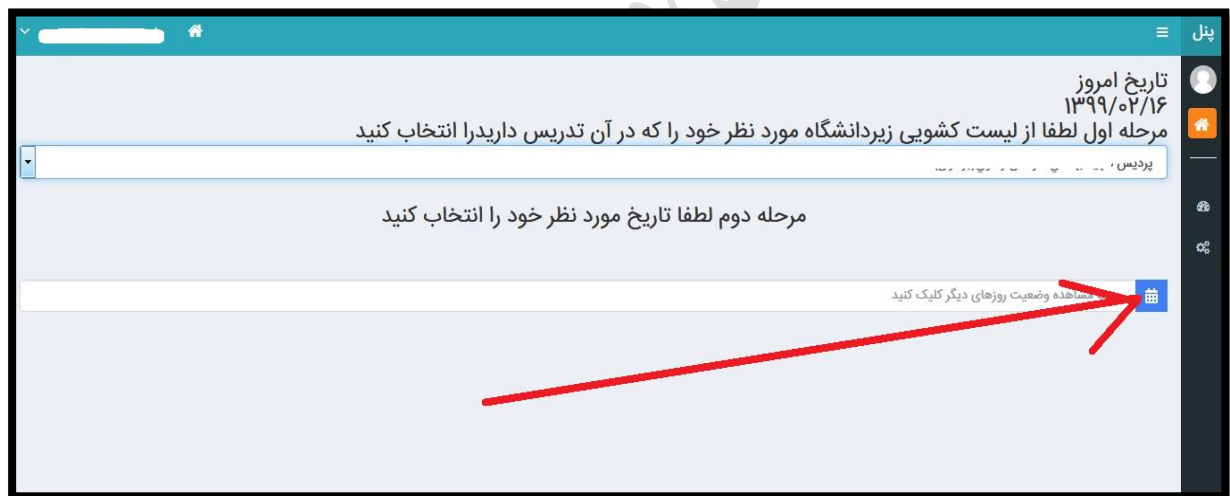 پنل
تاریخ امروز
۱۳۹۹/۰۲/۱۶
مرحله اول لطفا از لیست کشویی زیردانشگاه مورد نظر خود را که در آن تدریس داریدرا انتخاب کنید
پردیس ،
مرحله دوم لطفا تاریخ مورد نظر خود را انتخاب کنید
مشاهده وضعیت روزهای دیگر کلیک کنید